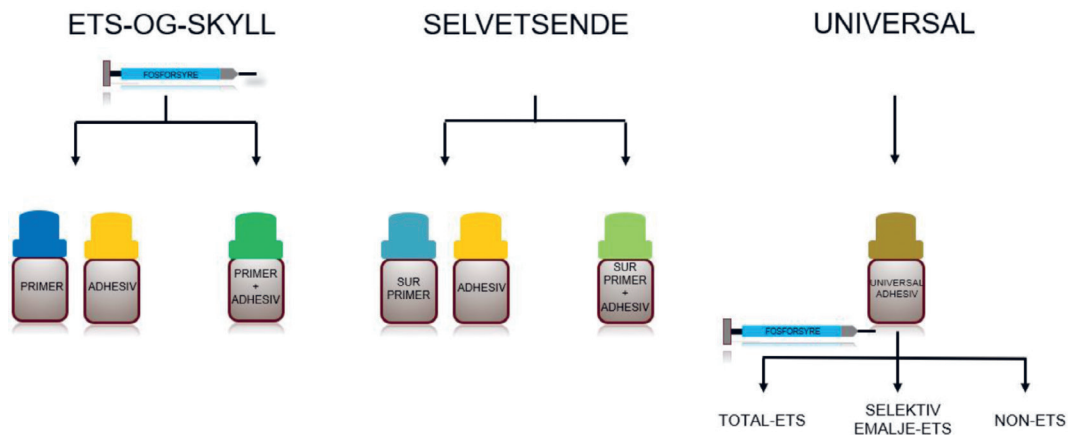 ETS-OG-SKYLL
FOSFORSYRE
PRIMER
ADHESIV
PRIMER
+
ADHESIV
SELVETSENDE
SUR
PRIMER
ADHESIV
SUR
PRIMER
+
ADHESIV
UNIVERSAL
UNIVERSAL
ADHESIV
FOSFORSYRE
TOTAL-ETS
SELEKTIV
EMALJE-ETS
NON-ETS